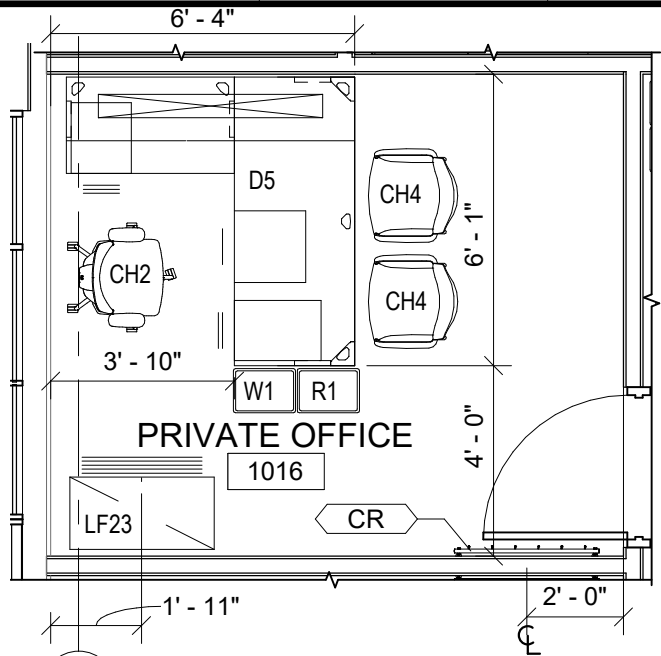 6' - 4"
D5
CH4
6' - 1"
CH2
CH4
3' - 10"
W1
R1
PRIVATE OFFICE
4' - 0"
1016
LF23
CR
1' - 11"
2' - 0"
℄